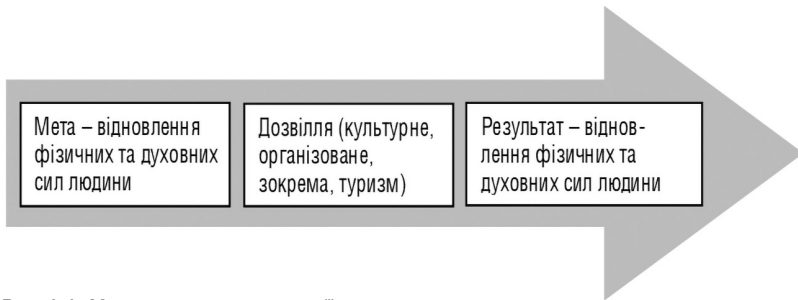 Мета – відновлення
фізичних та духовних
сил людини
Дозвілля (культурне,
організоване,
зокрема, туризм)
Результат – віднов-
лення фізичних та
духовних сил людини